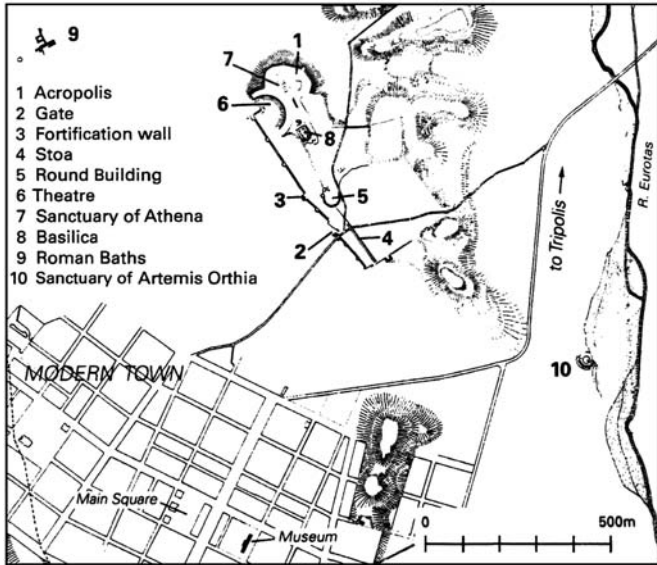 9
1 Acropolis
2 Gate
3 Fortification wall
4 Stoa
5 Round Building
6 Theatre
7 Sanctuary of Athena
8 Basilica
9 Roman Baths
10 Sanctuary of Artemis Orthia
1
7
6
8
3
5
2
4
to Tripolis
R. Eurotas
10
MODERN TOWN
Main Square
Museum
0 500m